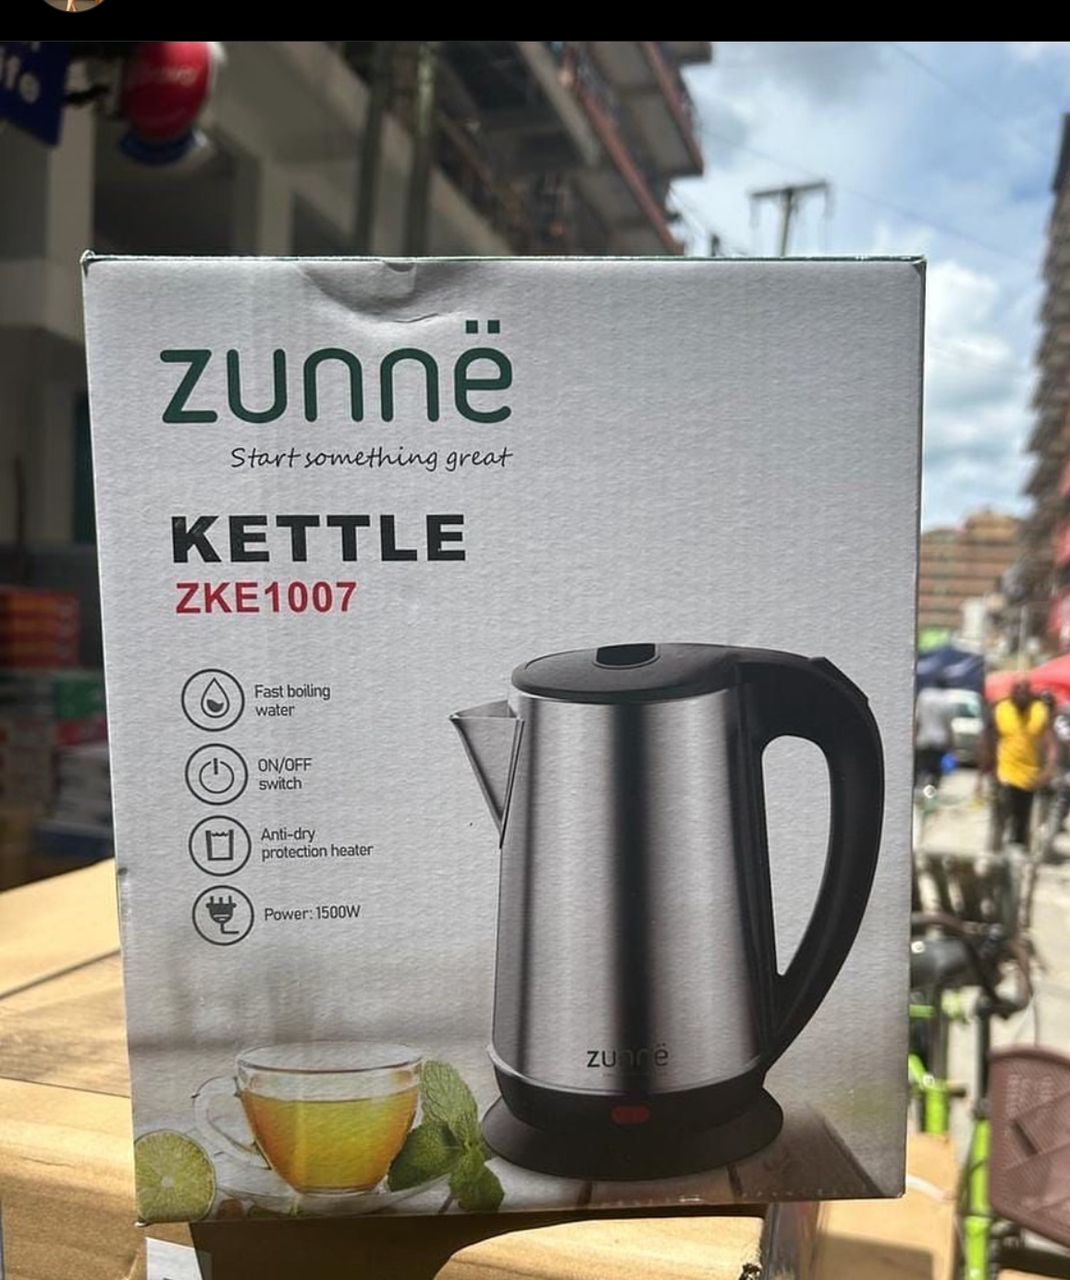 ife
zunnë
Start something great
KETTLE
ZKE1007
Fast boiling
water
ON/OFF
switch
Anti-dry
protection heater
Power: 1500W
zunnë